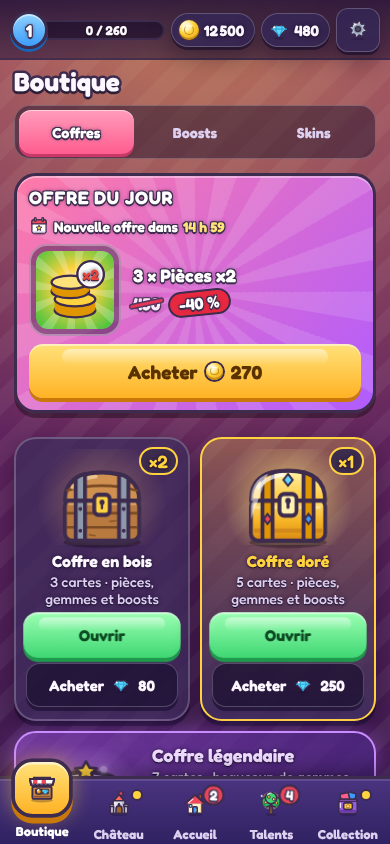 1
0 / 260
12 500
480
Boutique
Coffres
Boosts
Skins
OFFRE DU JOUR
Nouvelle offre dans 14 h 59
x2
3 × Pièces x2
450 -40 %
Acheter 270
x2
x1
Coffre en bois
3 cartes · pièces,
gemmes et boosts
Ouvrir
Acheter 80
Coffre doré
5 cartes · pièces,
gemmes et boosts
Ouvrir
Acheter 250
Coffre légendaire
2
4
Boutique
Château
Accueil
Talents
Collection